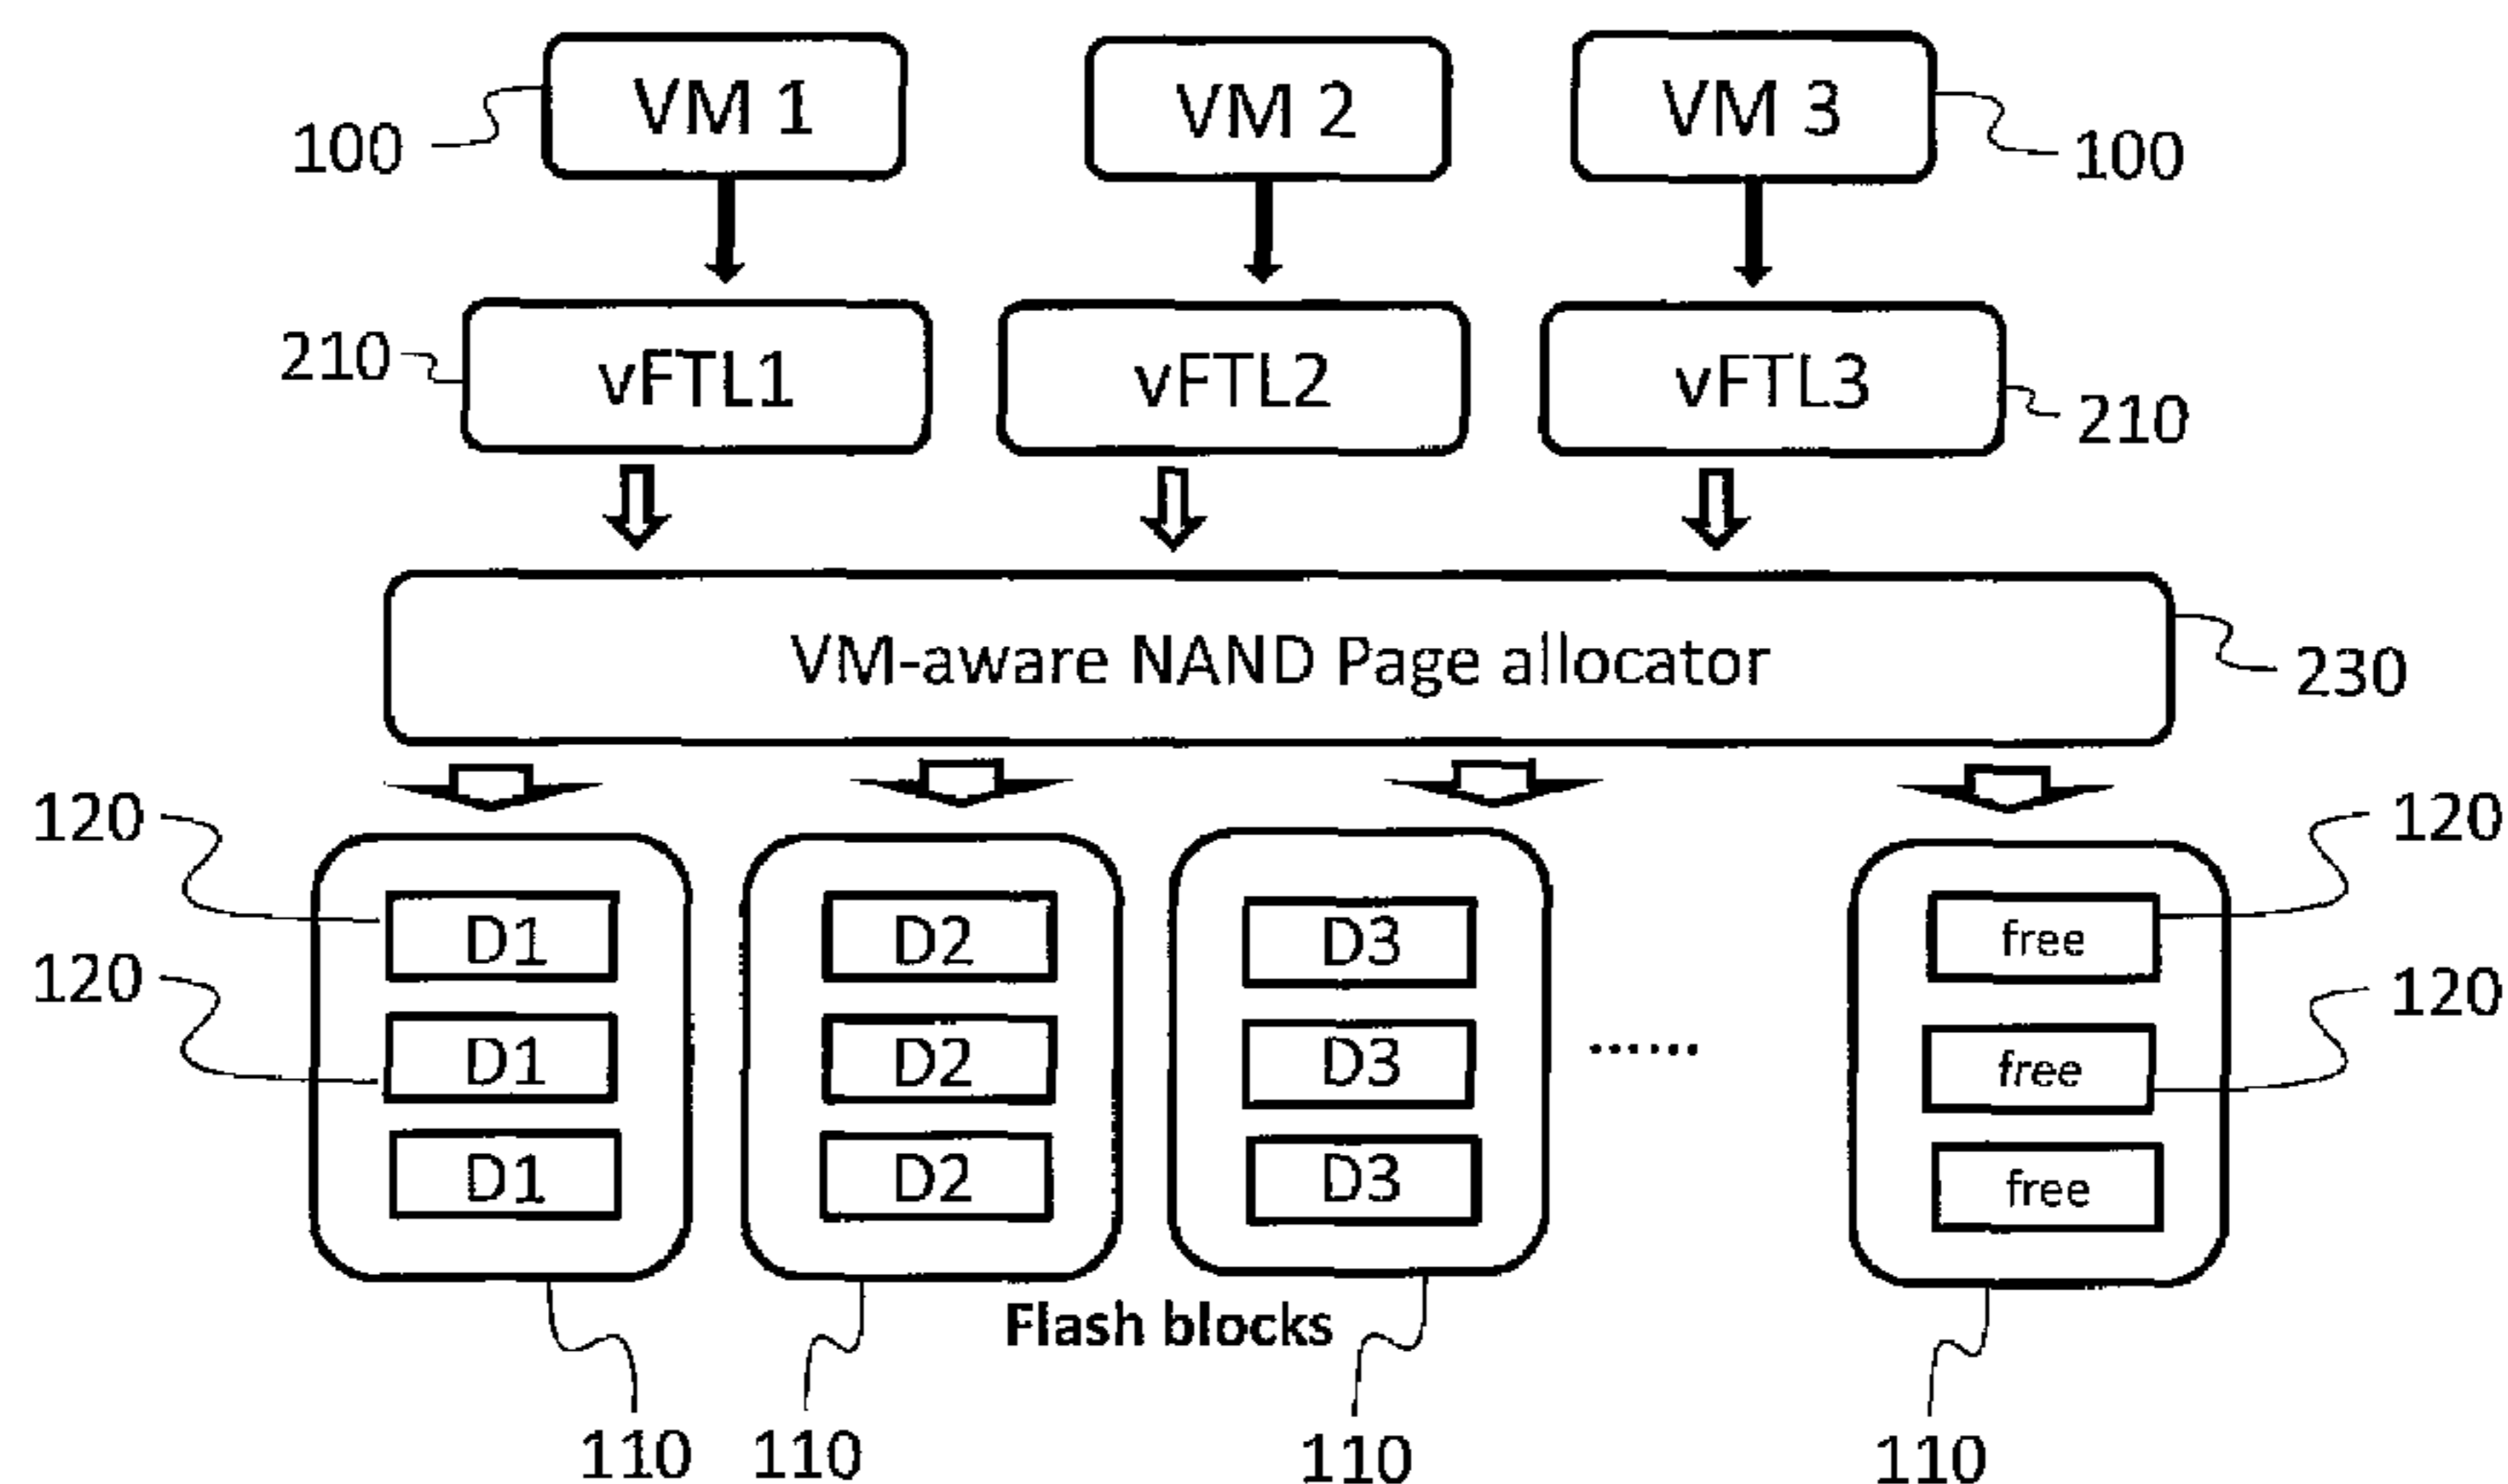 VM 1 VM 2 VM 3
100 100
vFTL1 vFTL2 vFTL3
210 210
VM-aware NAND Page allocator
230
120 120
D1 D2 D3 free
120 120
D1 D2 D3 ...... free
D1 D2 D3 free
Flash blocks
110 110 110 110